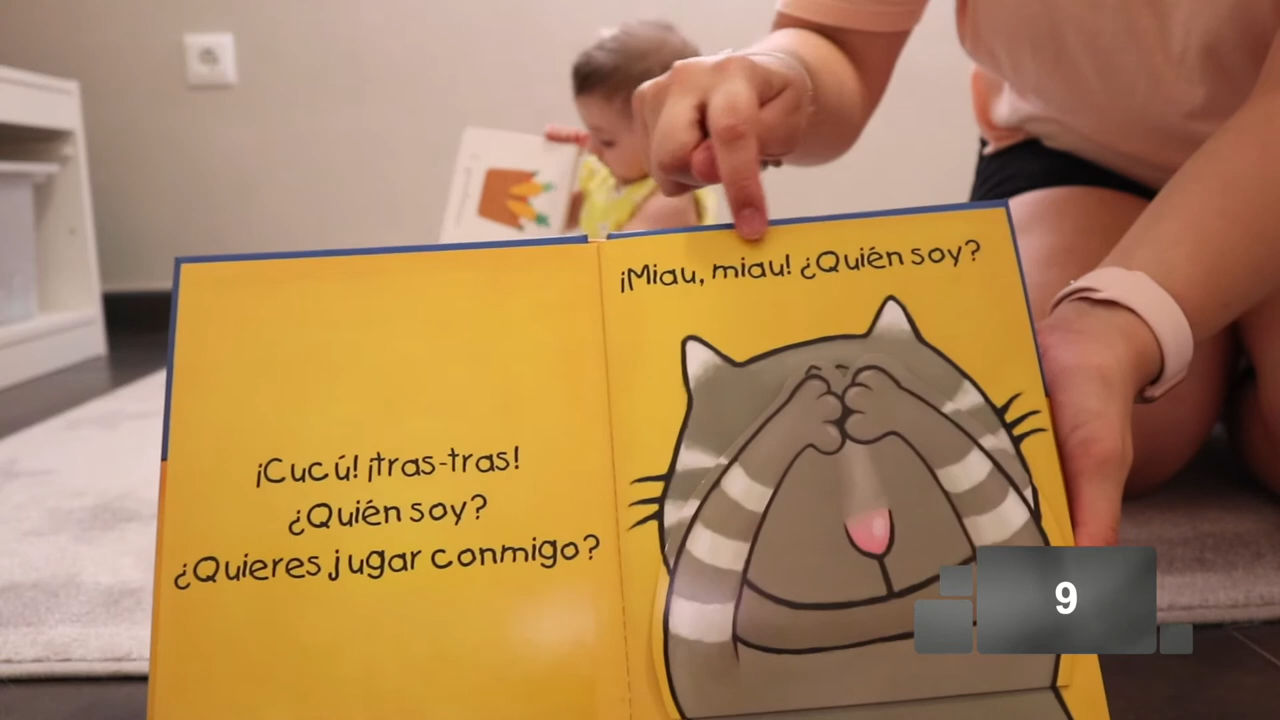 ¡Cucú! ¡tras-tras!
¿Quién soy?
¿Quieres jugar conmigo?
¡Miau, miau! ¿Quién soy?
9